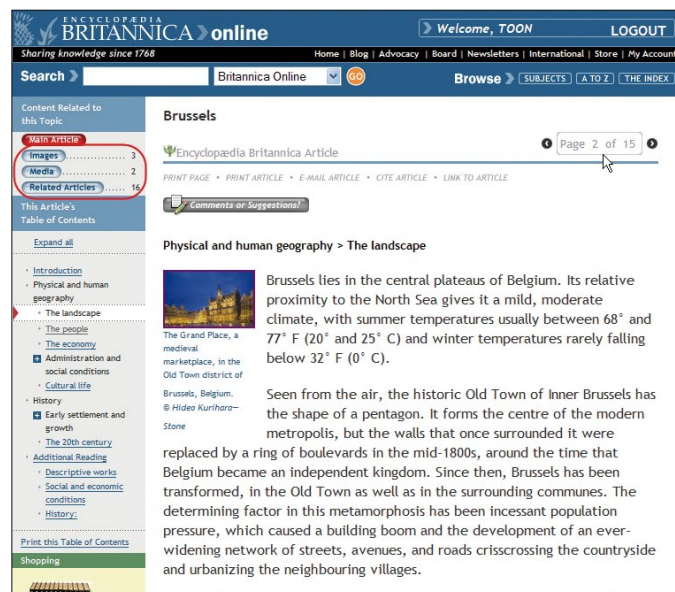 ENCYCLOPÆDIA
BRITANNICA online
Welcome, TOON
LOGOUT
Sharing knowledge since 1768
Home | Blog | Advocacy | Board | Newsletters | International | Store | My Account
Search
Britannica Online
GO
BROWSE
SUBJECTS
A TO Z
THE INDEX
Content Related to
this Topic
Main Article
Images.............. 3
Media............... 2
Related Articles...... 16
This Article's
Table of Contents
Expand all
Introduction
Physical and human
geography
The landscape
The people
The economy
Administration and
social conditions
Cultural life
History
Early settlement and
growth
The 20th century
Additional Reading
Descriptive works
Social and economic
conditions
History:
Print this Table of Contents
Shopping
Brussels
Encyclopædia Britannica Article
Page 2 of 15
PRINT PAGE • PRINT ARTICLE • E-MAIL ARTICLE • CITE ARTICLE • LINK TO ARTICLE
Comments or Suggestions?
Physical and human geography > The landscape
The Grand Place, a
medieval
marketplace, in the
Old Town district of
Brussels, Belgium.
© Hideo Kurihara—
Stone
Brussels lies in the central plateaus of Belgium. Its relative
proximity to the North Sea gives it a mild, moderate
climate, with summer temperatures usually between 68° and
77° F (20° and 25° C) and winter temperatures rarely falling
below 32° F (0° C).
Seen from the air, the historic Old Town of Inner Brussels has
the shape of a pentagon. It forms the centre of the modern
metropolis, but the walls that once surrounded it were
replaced by a ring of boulevards in the mid-1800s, around the time that
Belgium became an independent kingdom. Since then, Brussels has been
transformed, in the Old Town as well as in the surrounding communes. The
determining factor in this metamorphosis has been incessant population
pressure, which caused a building boom and the development of an ever-
widening network of streets, avenues, and roads crisscrossing the countryside
and urbanizing the neighbouring villages.